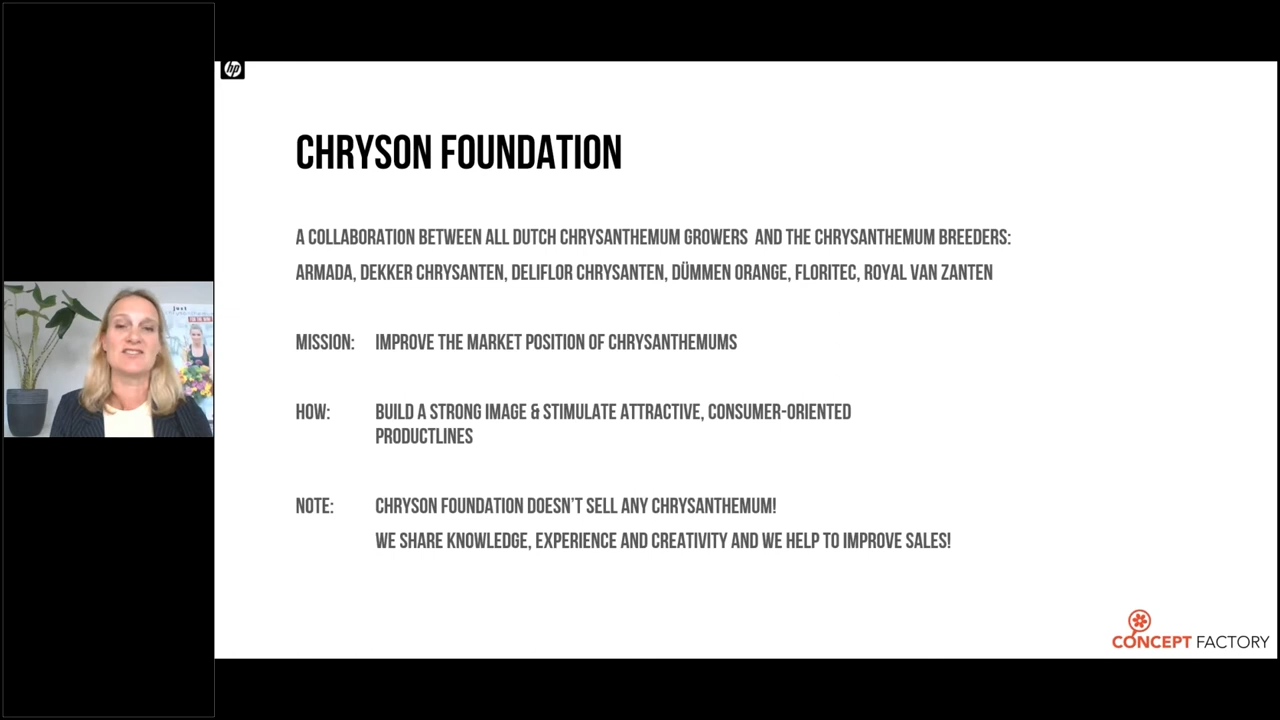 hp
CHRYSON FOUNDATION
A COLLABORATION BETWEEN ALL DUTCH CHRYSANTHEMUM GROWERS AND THE CHRYSANTHEMUM BREEDERS:
ARMADA, DEKKER CHRYSANTEN, DELIFLOR CHRYSANTEN, DÜMMEN ORANGE, FLORITEC, ROYAL VAN ZANTEN
MISSION: IMPROVE THE MARKET POSITION OF CHRYSANTHEMUMS
HOW: BUILD A STRONG IMAGE & STIMULATE ATTRACTIVE, CONSUMER-ORIENTED
PRODUCTLINES
NOTE: CHRYSON FOUNDATION DOESN'T SELL ANY CHRYSANTHEMUM!
WE SHARE KNOWLEDGE, EXPERIENCE AND CREATIVITY AND WE HELP TO IMPROVE SALES!
CONCEPT FACTORY